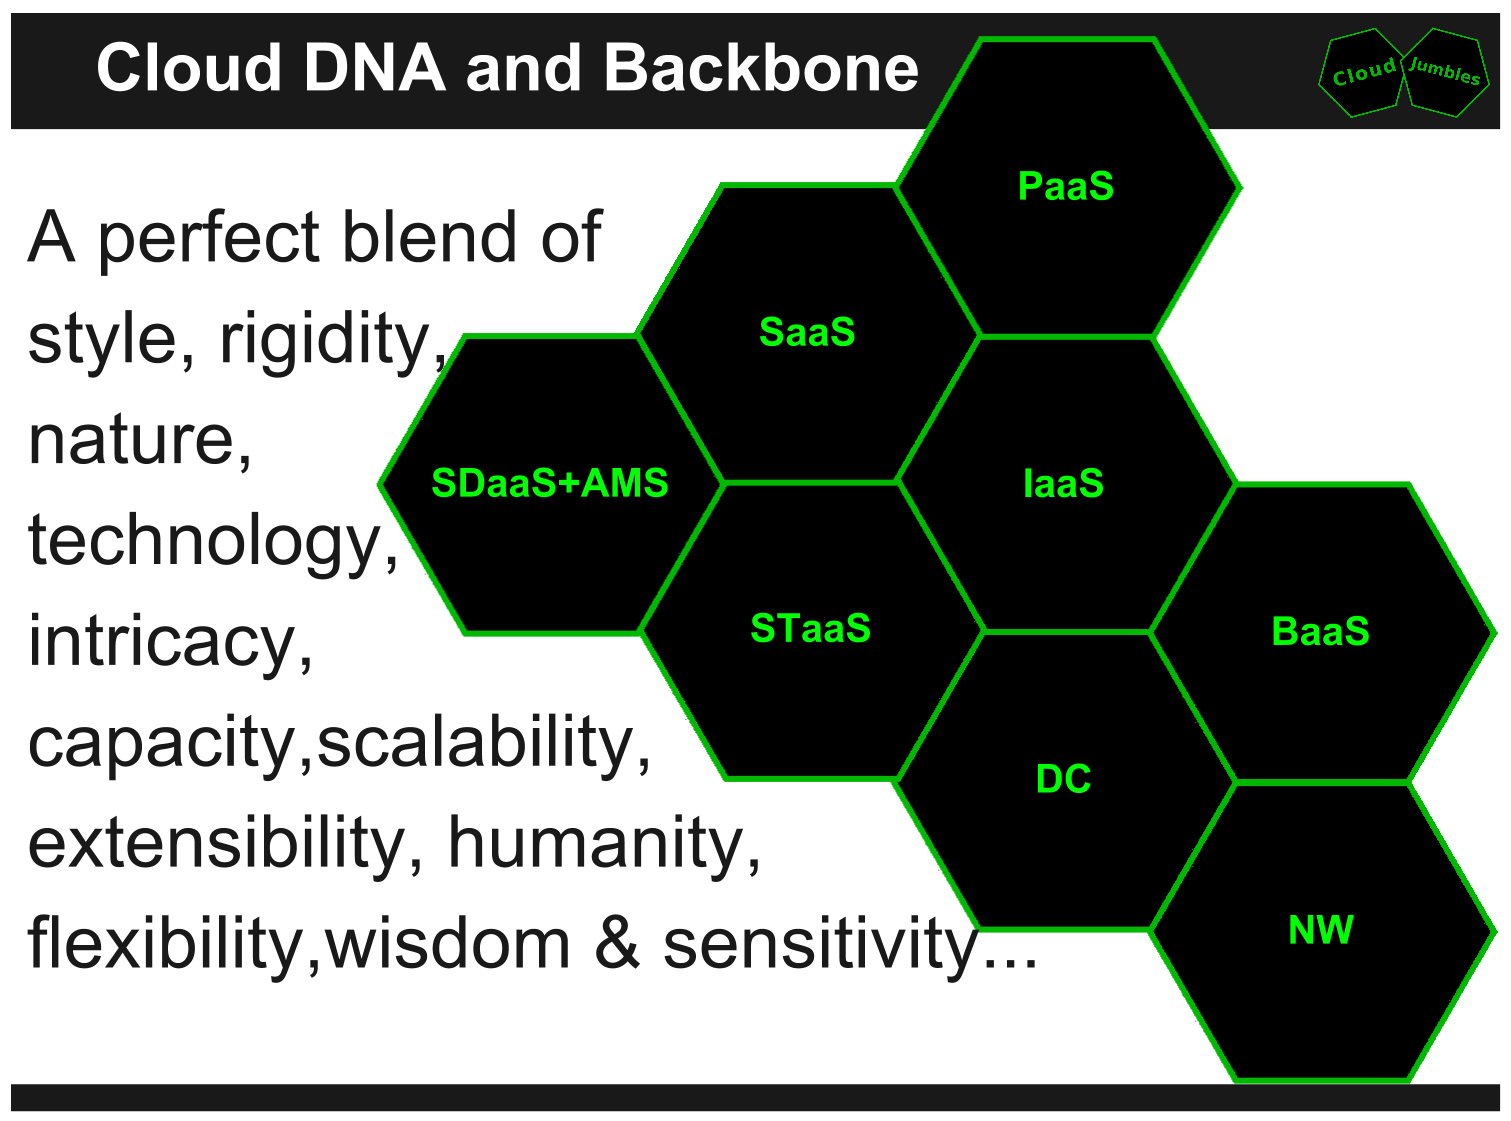 Cloud DNA and Backbone
Cloud Jumbles
PaaS
A perfect blend of
style, rigidity,
SaaS
nature,
SDaaS+AMS
IaaS
technology,
intricacy,
STaaS
BaaS
capacity,scalability,
DC
extensibility, humanity,
flexibility,wisdom & sensitivity...
NW